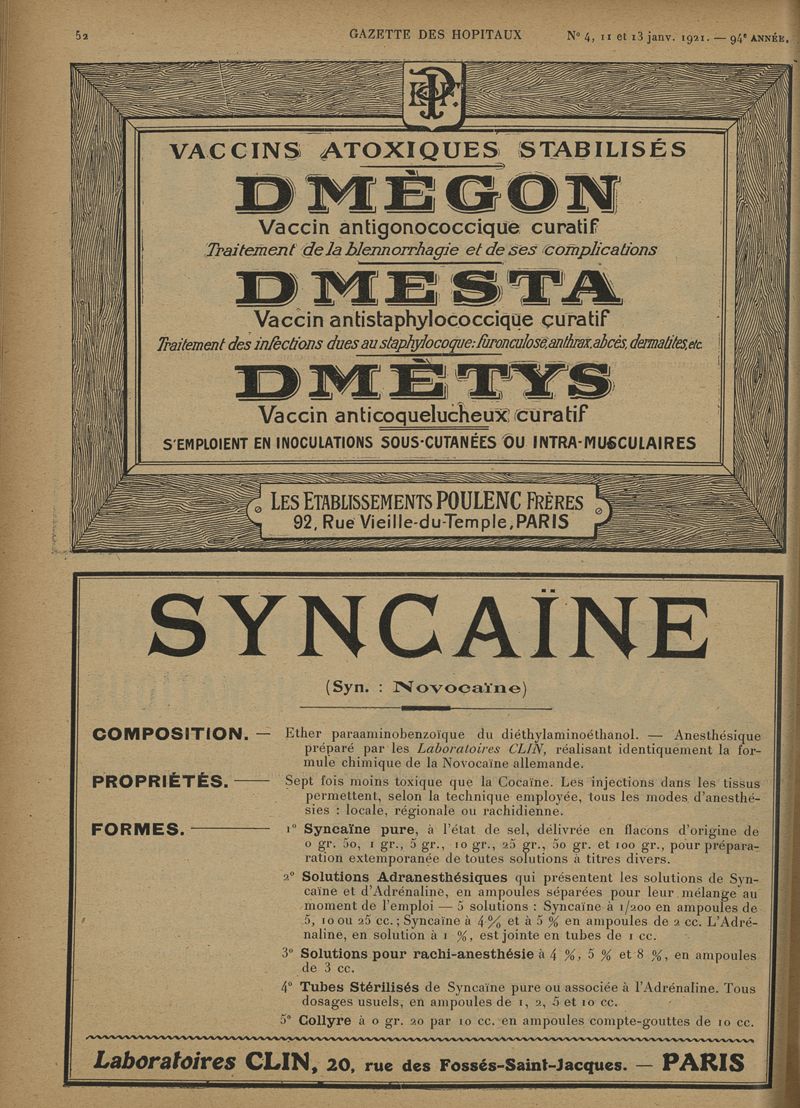 52
GAZETTE DES HOPITAUX
N° 4, 11 et 13 janv. 1921. — 94e ANNÉE.
VACCINS ATOXIQUES STABILISÉS
DMÈGON
Vaccin antigonococcique curatif
Traitement de la blennorrhagie et de ses complications
DMESTA
Vaccin antistaphylococcique curatif
Traitement des infections dues au staphylocoque: furonculose, anthrax, abcès, dermatites, etc.
DMÈTYS
Vaccin anticoquelucheux curatif
S'EMPLOIENT EN INOCULATIONS SOUS-CUTANÉES OU INTRA-MUSCULAIRES
LES ETABLISSEMENTS POULENC FRÈRES
92, Rue Vieille-du-Temple, PARIS
SYNCAÏNE
(Syn. : Novocaïne)
COMPOSITION. — Ether paraaminobenzoïque du diéthylaminoéthanol. — Anesthésique
préparé par les Laboratoires CLIN, réalisant identiquement la for-
mule chimique de la Novocaïne allemande.
PROPRIÉTÉS. — Sept fois moins toxique que la Cocaïne. Les injections dans les tissus
permettent, selon la technique employée, tous les modes d'anesthé-
sies : locale, régionale ou rachidienne.
FORMES. — 1° Syncaïne pure, à l'état de sel, délivrée en flacons d'origine de
0 gr. 50, 1 gr., 5 gr., 10 gr., 25 gr., 50 gr. et 100 gr., pour prépara-
ration extemporanée de toutes solutions à titres divers.
2° Solutions Adranesthésiques qui présentent les solutions de Syn-
caïne et d'Adrénaline, en ampoules séparées pour leur mélange au
moment de l'emploi — 5 solutions : Syncaïne à 1/200 en ampoules de
5, 10 ou 25 cc. ; Syncaïne à 4 % et à 5 % en ampoules de 2 cc. L'Adré-
naline, en solution à 1 %, est jointe en tubes de 1 cc.
3° Solutions pour rachi-anesthésie à 4 %, 5 % et 8 %, en ampoules
de 3 cc.
4° Tubes Stérilisés de Syncaïne pure ou associée à l'Adrénaline. Tous
dosages usuels, en ampoules de 1, 2, 5 et 10 cc.
5° Collyre à 0 gr. 20 par 10 cc. en ampoules compte-gouttes de 10 cc.
Laboratoires CLIN, 20, rue des Fossés-Saint-Jacques. — PARIS